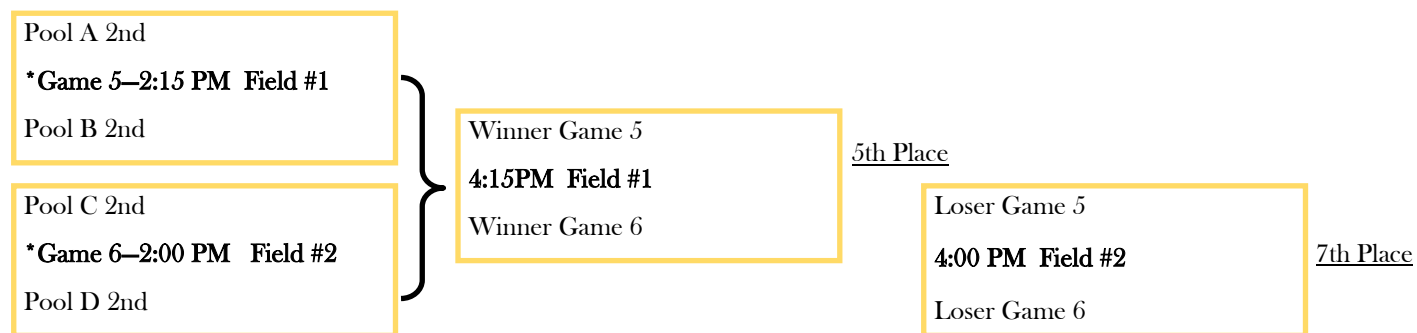 Pool A 2nd
*Game 5—2:15 PM  Field #1
Pool B 2nd
Pool C 2nd
*Game 6—2:00 PM   Field #2
Pool D 2nd
Winner Game 5
4:15PM  Field #1
Winner Game 6
5th Place
Loser Game 5
4:00 PM  Field #2
Loser Game 6
7th Place